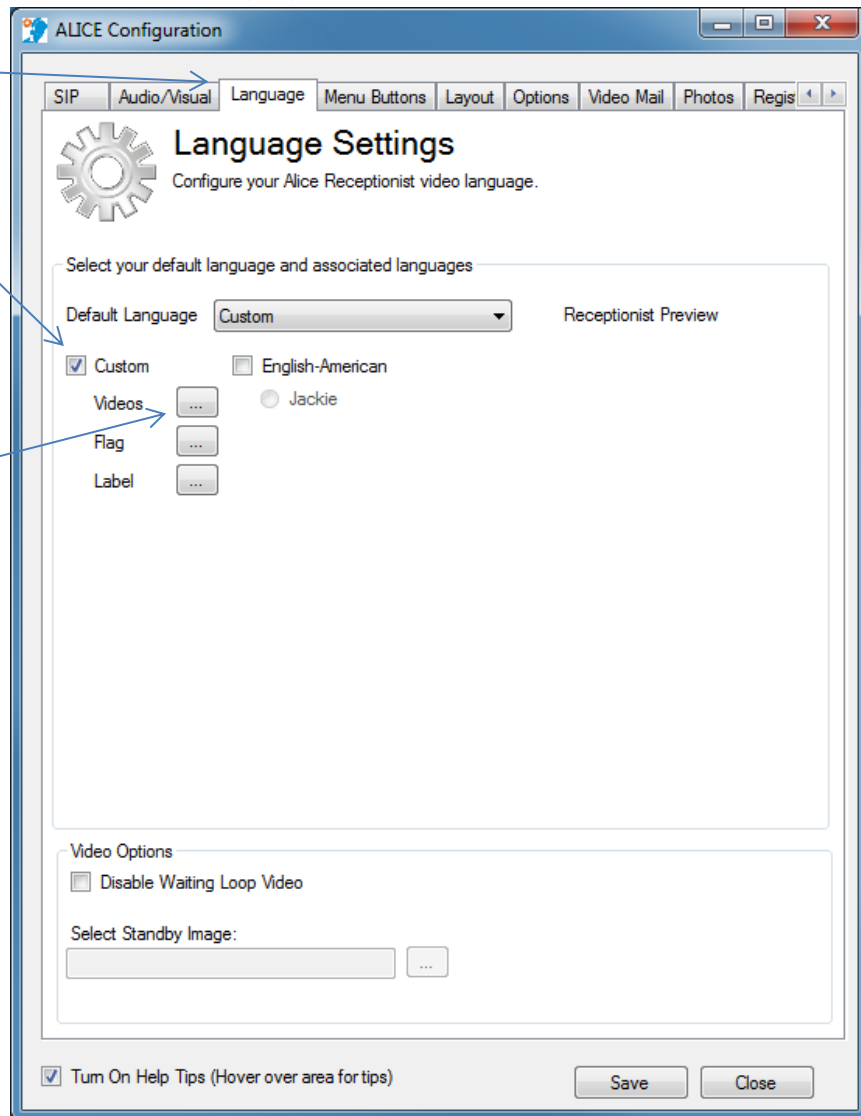 ALICE Configuration
SIP Audio/Visual Language Menu Buttons Layout Options Video Mail Photos Regis
Language Settings
Configure your Alice Receptionist video language.
Select your default language and associated languages
Default Language Custom Receptionist Preview
Custom English-American
Videos ... Jackie
Flag ...
Label ...
Video Options
Disable Waiting Loop Video
Select Standby Image:
...
Turn On Help Tips (Hover over area for tips) Save Close